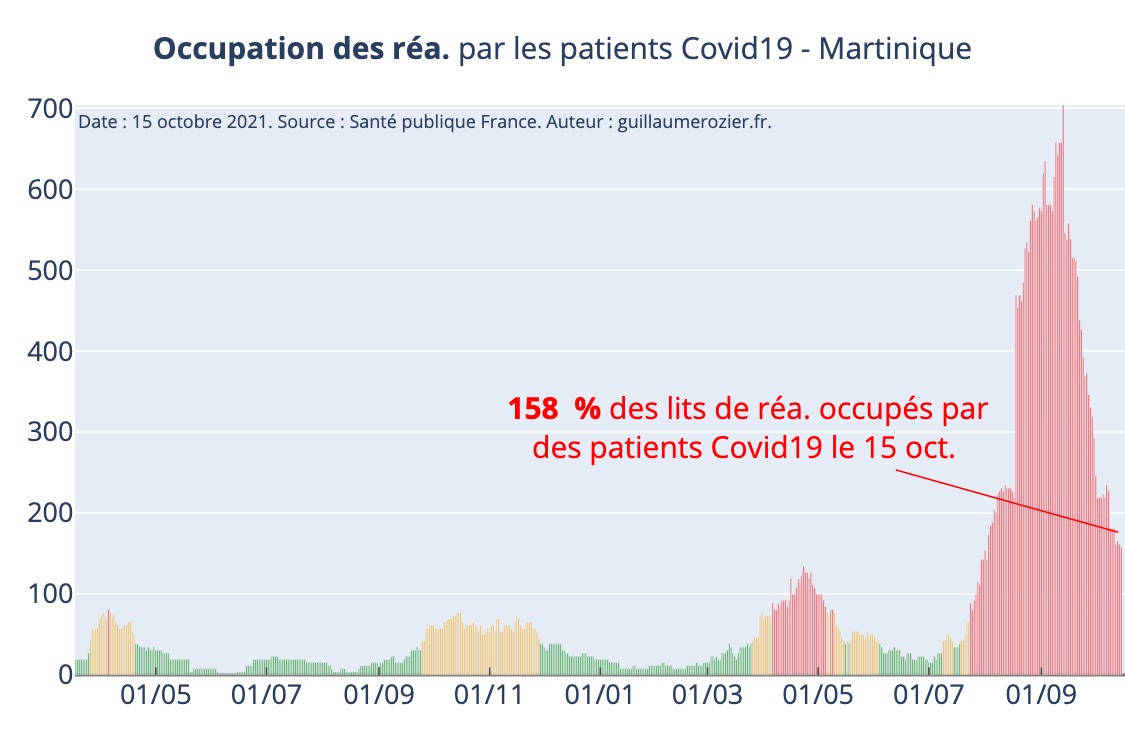 Occupation des réa. par les patients Covid19 - Martinique
700
Date : 15 octobre 2021. Source : Santé publique France. Auteur : guillaumerozier.fr.
600
500
400
158 % des lits de réa. occupés par
300
des patients Covid19 le 15 oct.
200
100
0
01/05 01/07 01/09 01/11 01/01 01/03 01/05 01/07 01/09